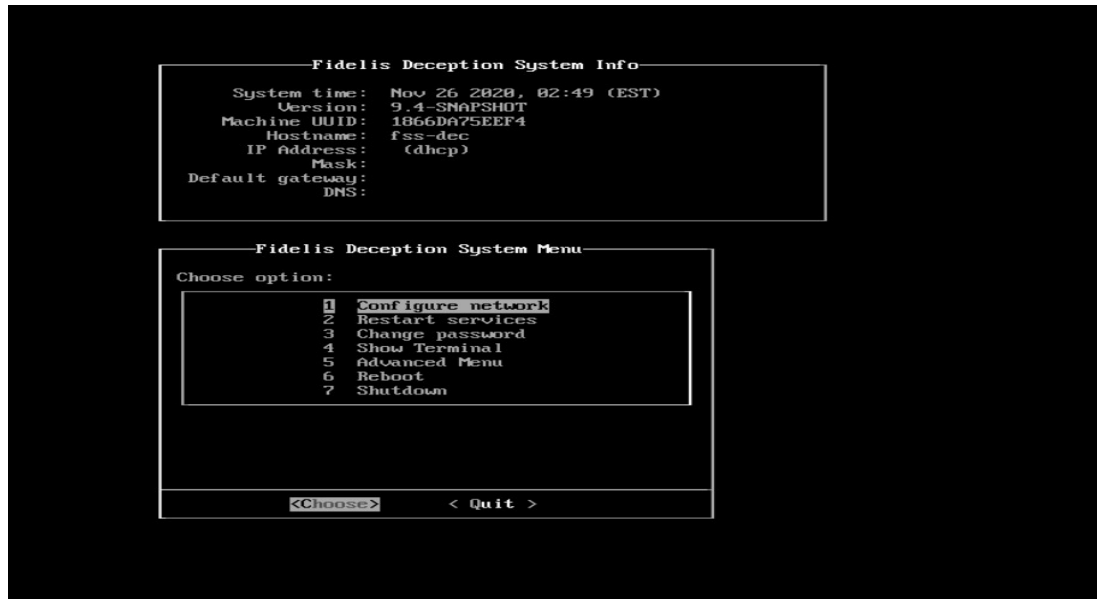 Fidelis Deception System Info
System time: Nov 26 2020, 02:49 (EST)
Version: 9.4-SNAPSHOT
Machine UUID: 1866DA75EEF4
Hostname: fss-dec
IP Address: (dhcp)
Mask:
Default gateway:
DNS:
Fidelis Deception System Menu
Choose option:
1 Configure network
2 Restart services
3 Change password
4 Show Terminal
5 Advanced Menu
6 Reboot
7 Shutdown
<Choose> < Quit >